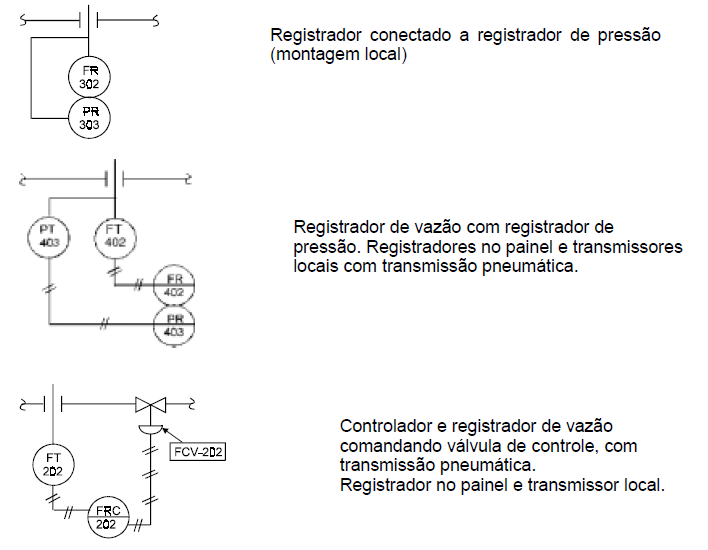 FR
302
PR
303
Registrador conectado a registrador de pressão
(montagem local)
PT
403
FT
402
FR
402
PR
403
Registrador de vazão com registrador de
pressão. Registradores no painel e transmissores
locais com transmissão pneumática.
FT
202
FRC
202
FCV-202
Controlador e registrador de vazão
comandando válvula de controle, com
transmissão pneumática.
Registrador no painel e transmissor local.